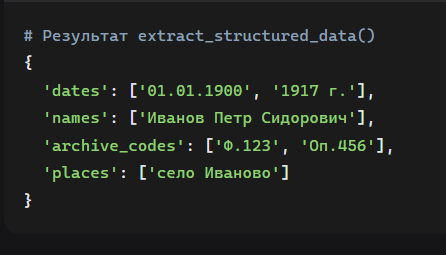 # Результат extract_structured_data()
{
  'dates': ['01.01.1900', '1917 г.'],
  'names': ['Иванов Петр Сидорович'],
  'archive_codes': ['Ф.123', 'Оп.456'],
  'places': ['село Иваново']
}